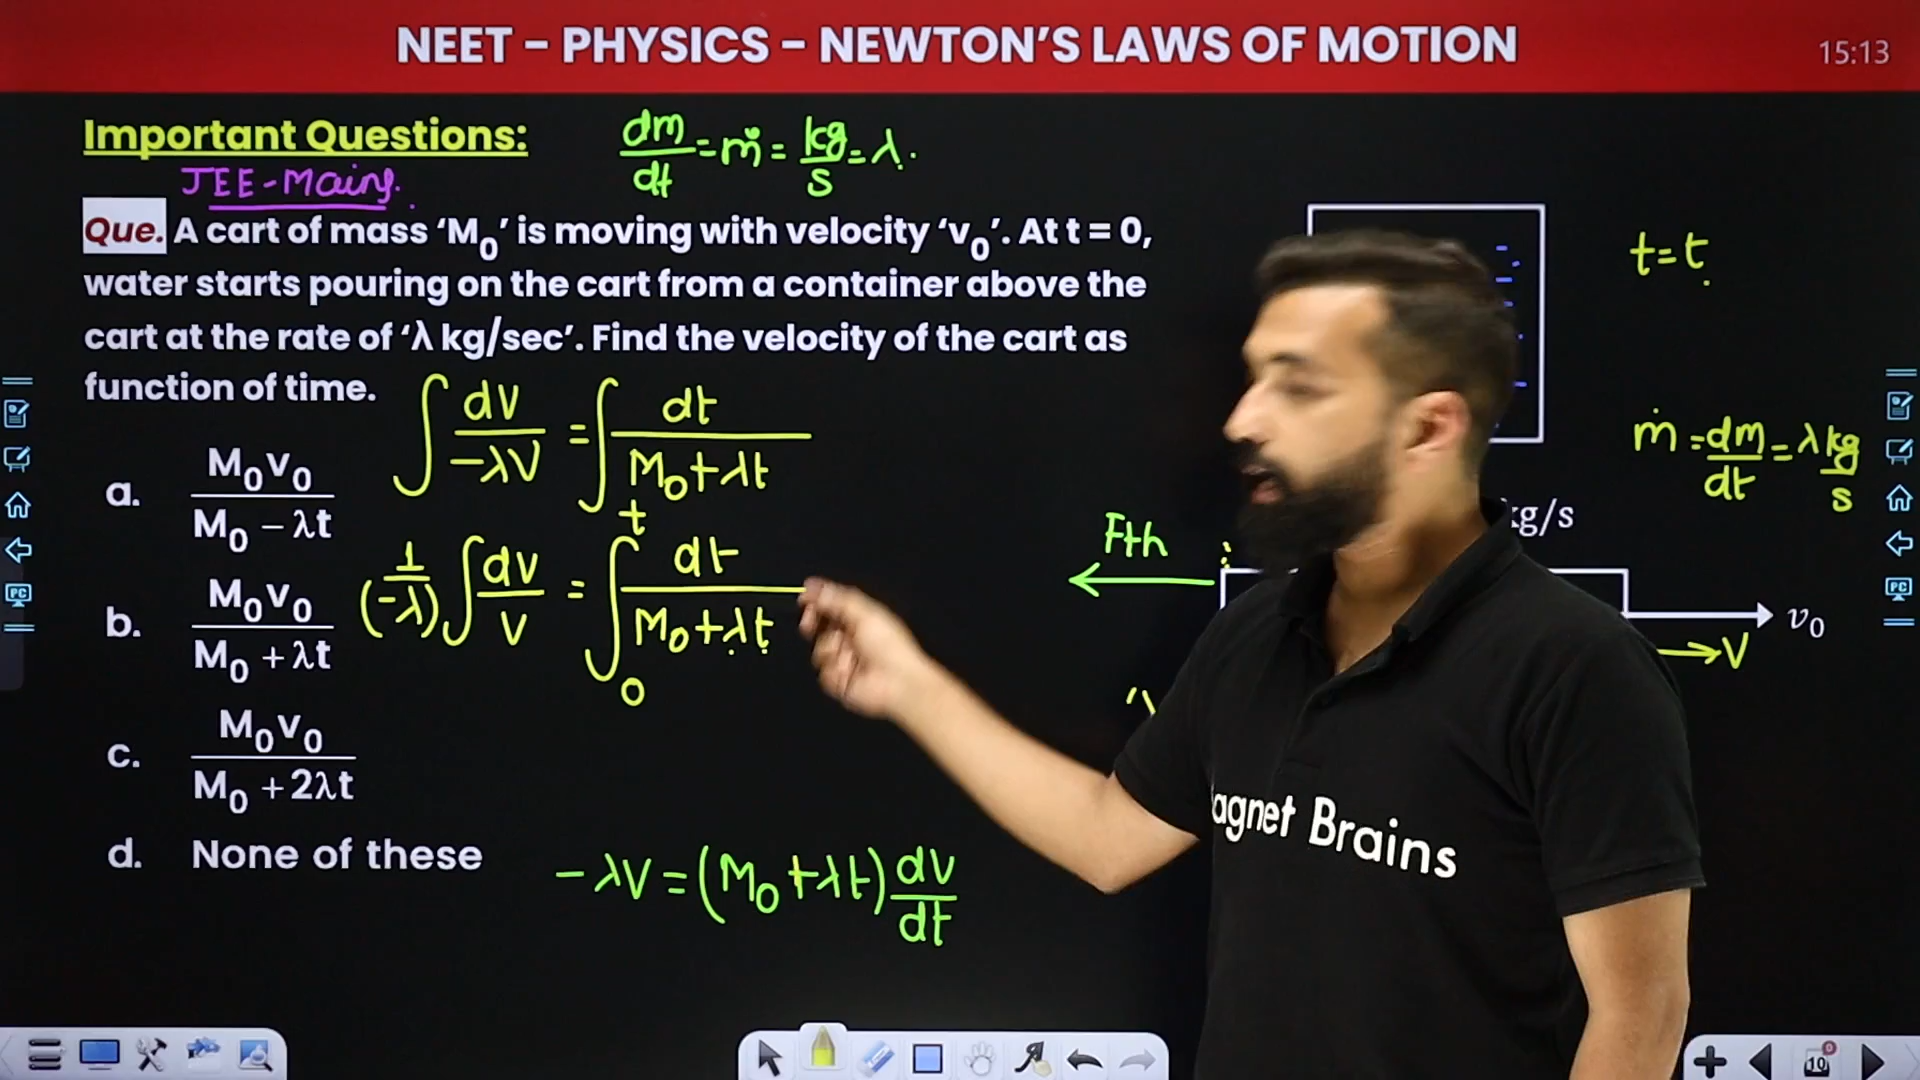 NEET – PHYSICS – NEWTON'S LAWS OF MOTION
15:13
Important Questions:
dm/dt = ṁ = kg/s = λ.
JEE-Mains.
Que. A cart of mass 'M₀' is moving with velocity 'v₀'. At t = 0,
water starts pouring on the cart from a container above the
cart at the rate of 'λ kg/sec'. Find the velocity of the cart as
function of time.
t=t
ṁ = dm/dt = λ kg/s
∫ dv/-λv = ∫ dt/M₀+λt
a. M₀v₀/M₀ – λt
kg/s
Fth
(1/-λ) ∫ dv/v = ∫₀ᵗ dt/M₀+λt
b. M₀v₀/M₀ + λt
v₀
V
c. M₀v₀/M₀ + 2λt
d. None of these
-λv = (M₀+λt) dv/dt
agnet Brains
PC
PC
10
0